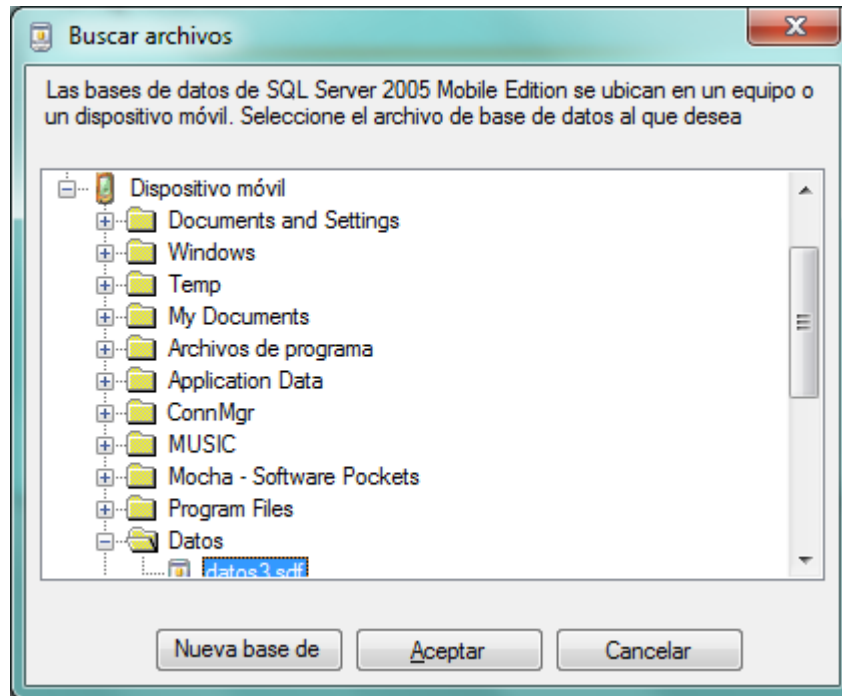 Buscar archivos
Las bases de datos de SQL Server 2005 Mobile Edition se ubican en un equipo o
un dispositivo móvil. Seleccione el archivo de base de datos al que desea
Dispositivo móvil
Documents and Settings
Windows
Temp
My Documents
Archivos de programa
Application Data
ConnMgr
MUSIC
Mocha - Software Pockets
Program Files
Datos
datos3.sdf
Nueva base de
Aceptar
Cancelar